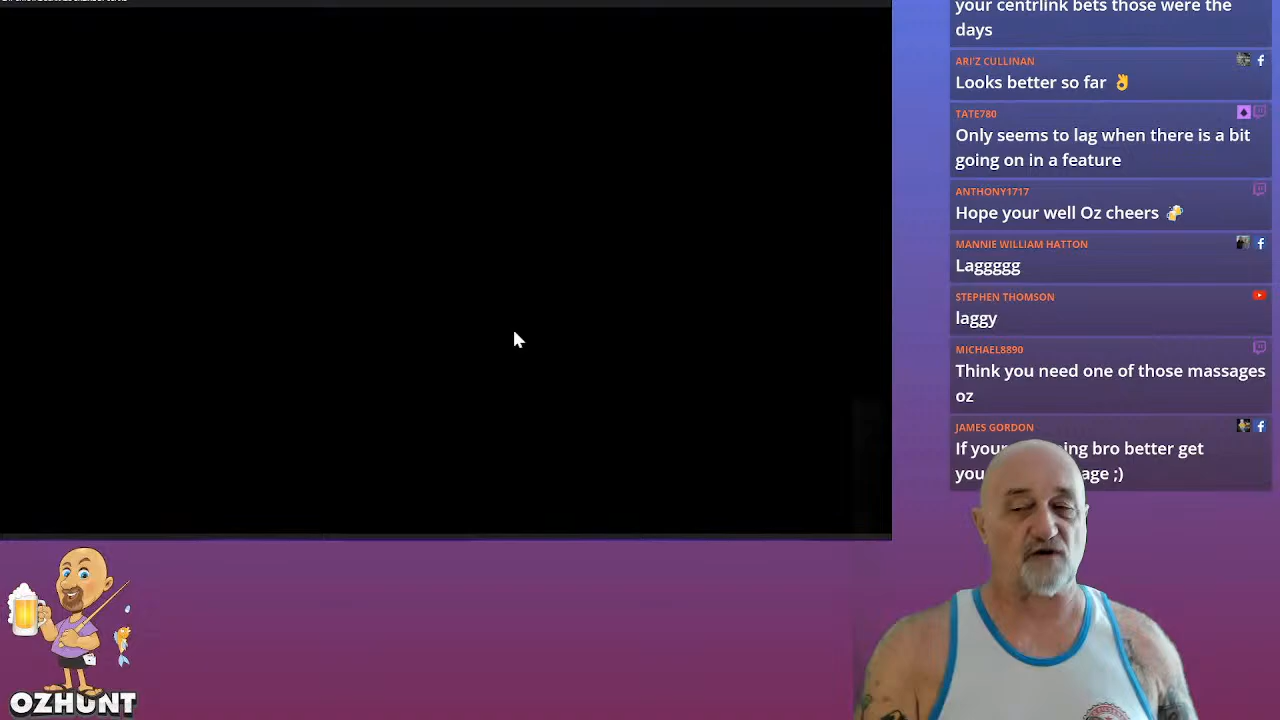 your centrlink bets those were the
days
ARI'Z CULLINAN
Looks better so far 👌
TATE780
Only seems to lag when there is a bit
going on in a feature
ANTHONY1717
Hope your well Oz cheers 🍻
MANNIE WILLIAM HATTON
Laggggg
STEPHEN THOMSON
laggy
MICHAEL8890
Think you need one of those massages
oz
JAMES GORDON
If your ing bro better get
you age ;)
OZHUNT